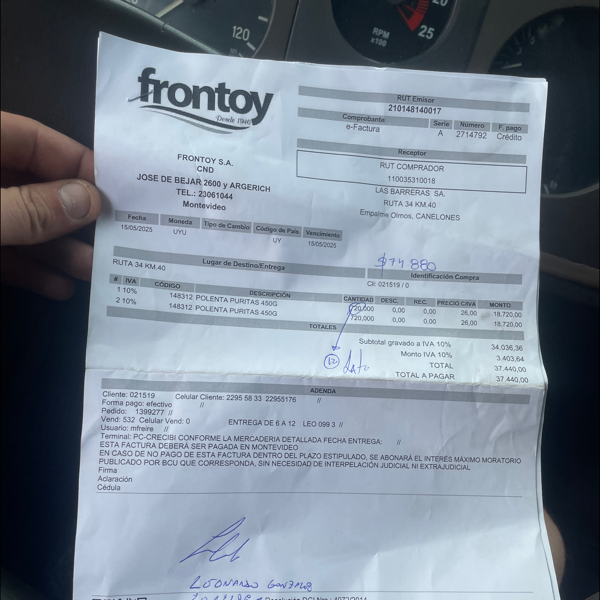 120
RPM
x100
25
frontoy
Desde 1946
FRONTOY S.A.
CND
JOSE DE BEJAR 2600 y ARGERICH
TEL.: 23061044
Montevideo
RUT Emisor
210148140017
Comprobante Serie Número F. pago
e-Factura A 2714792 Crédito
Receptor
RUT COMPRADOR
110035310018
LAS BARRERAS SA.
RUTA 34 KM.40
Empalme Olmos, CANELONES
Fecha Moneda Tipo de Cambio Código de País Vencimiento
15/05/2025 UYU UY 15/05/2025
$74 880
Lugar de Destino/Entrega Identificación Compra
RUTA 34 KM.40 Cli: 021519 / 0
# IVA CÓDIGO DESCRIPCIÓN CANTIDAD DESC. REC. PRECIO C/IVA MONTO
1 10% 148312 POLENTA PURITAS 450G 720,000 0,00 0,00 26,00 18.720,00
2 10% 148312 POLENTA PURITAS 450G 720,000 0,00 0,00 26,00 18.720,00
TOTALES
Subtotal gravado a IVA 10% 34.036,36
Monto IVA 10% 3.403,64
TOTAL 37.440,00
TOTAL A PAGAR 37.440,00
ADENDA
Cliente: 021519 Celular Cliente: 2295 58 33 22955176 //
Forma pago: efectivo //
Pedido: 1399277 //
Vend: 532 Celular Vend: 0 ENTREGA DE 6 A 12 LEO 099 3 //
Usuario: mfreire //
Terminal: PC-CRECIBI CONFORME LA MERCADERIA DETALLADA FECHA ENTREGA: //
ESTA FACTURA DEBERÁ SER PAGADA EN MONTEVIDEO
EN CASO DE NO PAGO DE ESTA FACTURA DENTRO DEL PLAZO ESTIPULADO, SE ABONARÁ EL INTERÉS MÁXIMO MORATORIO
PUBLICADO POR BCU QUE CORRESPONDA, SIN NECESIDAD DE INTERPELACIÓN JUDICIAL NI EXTRAJUDICIAL
Firma
Aclaración
Cédula
LEONARDO GONZALEZ